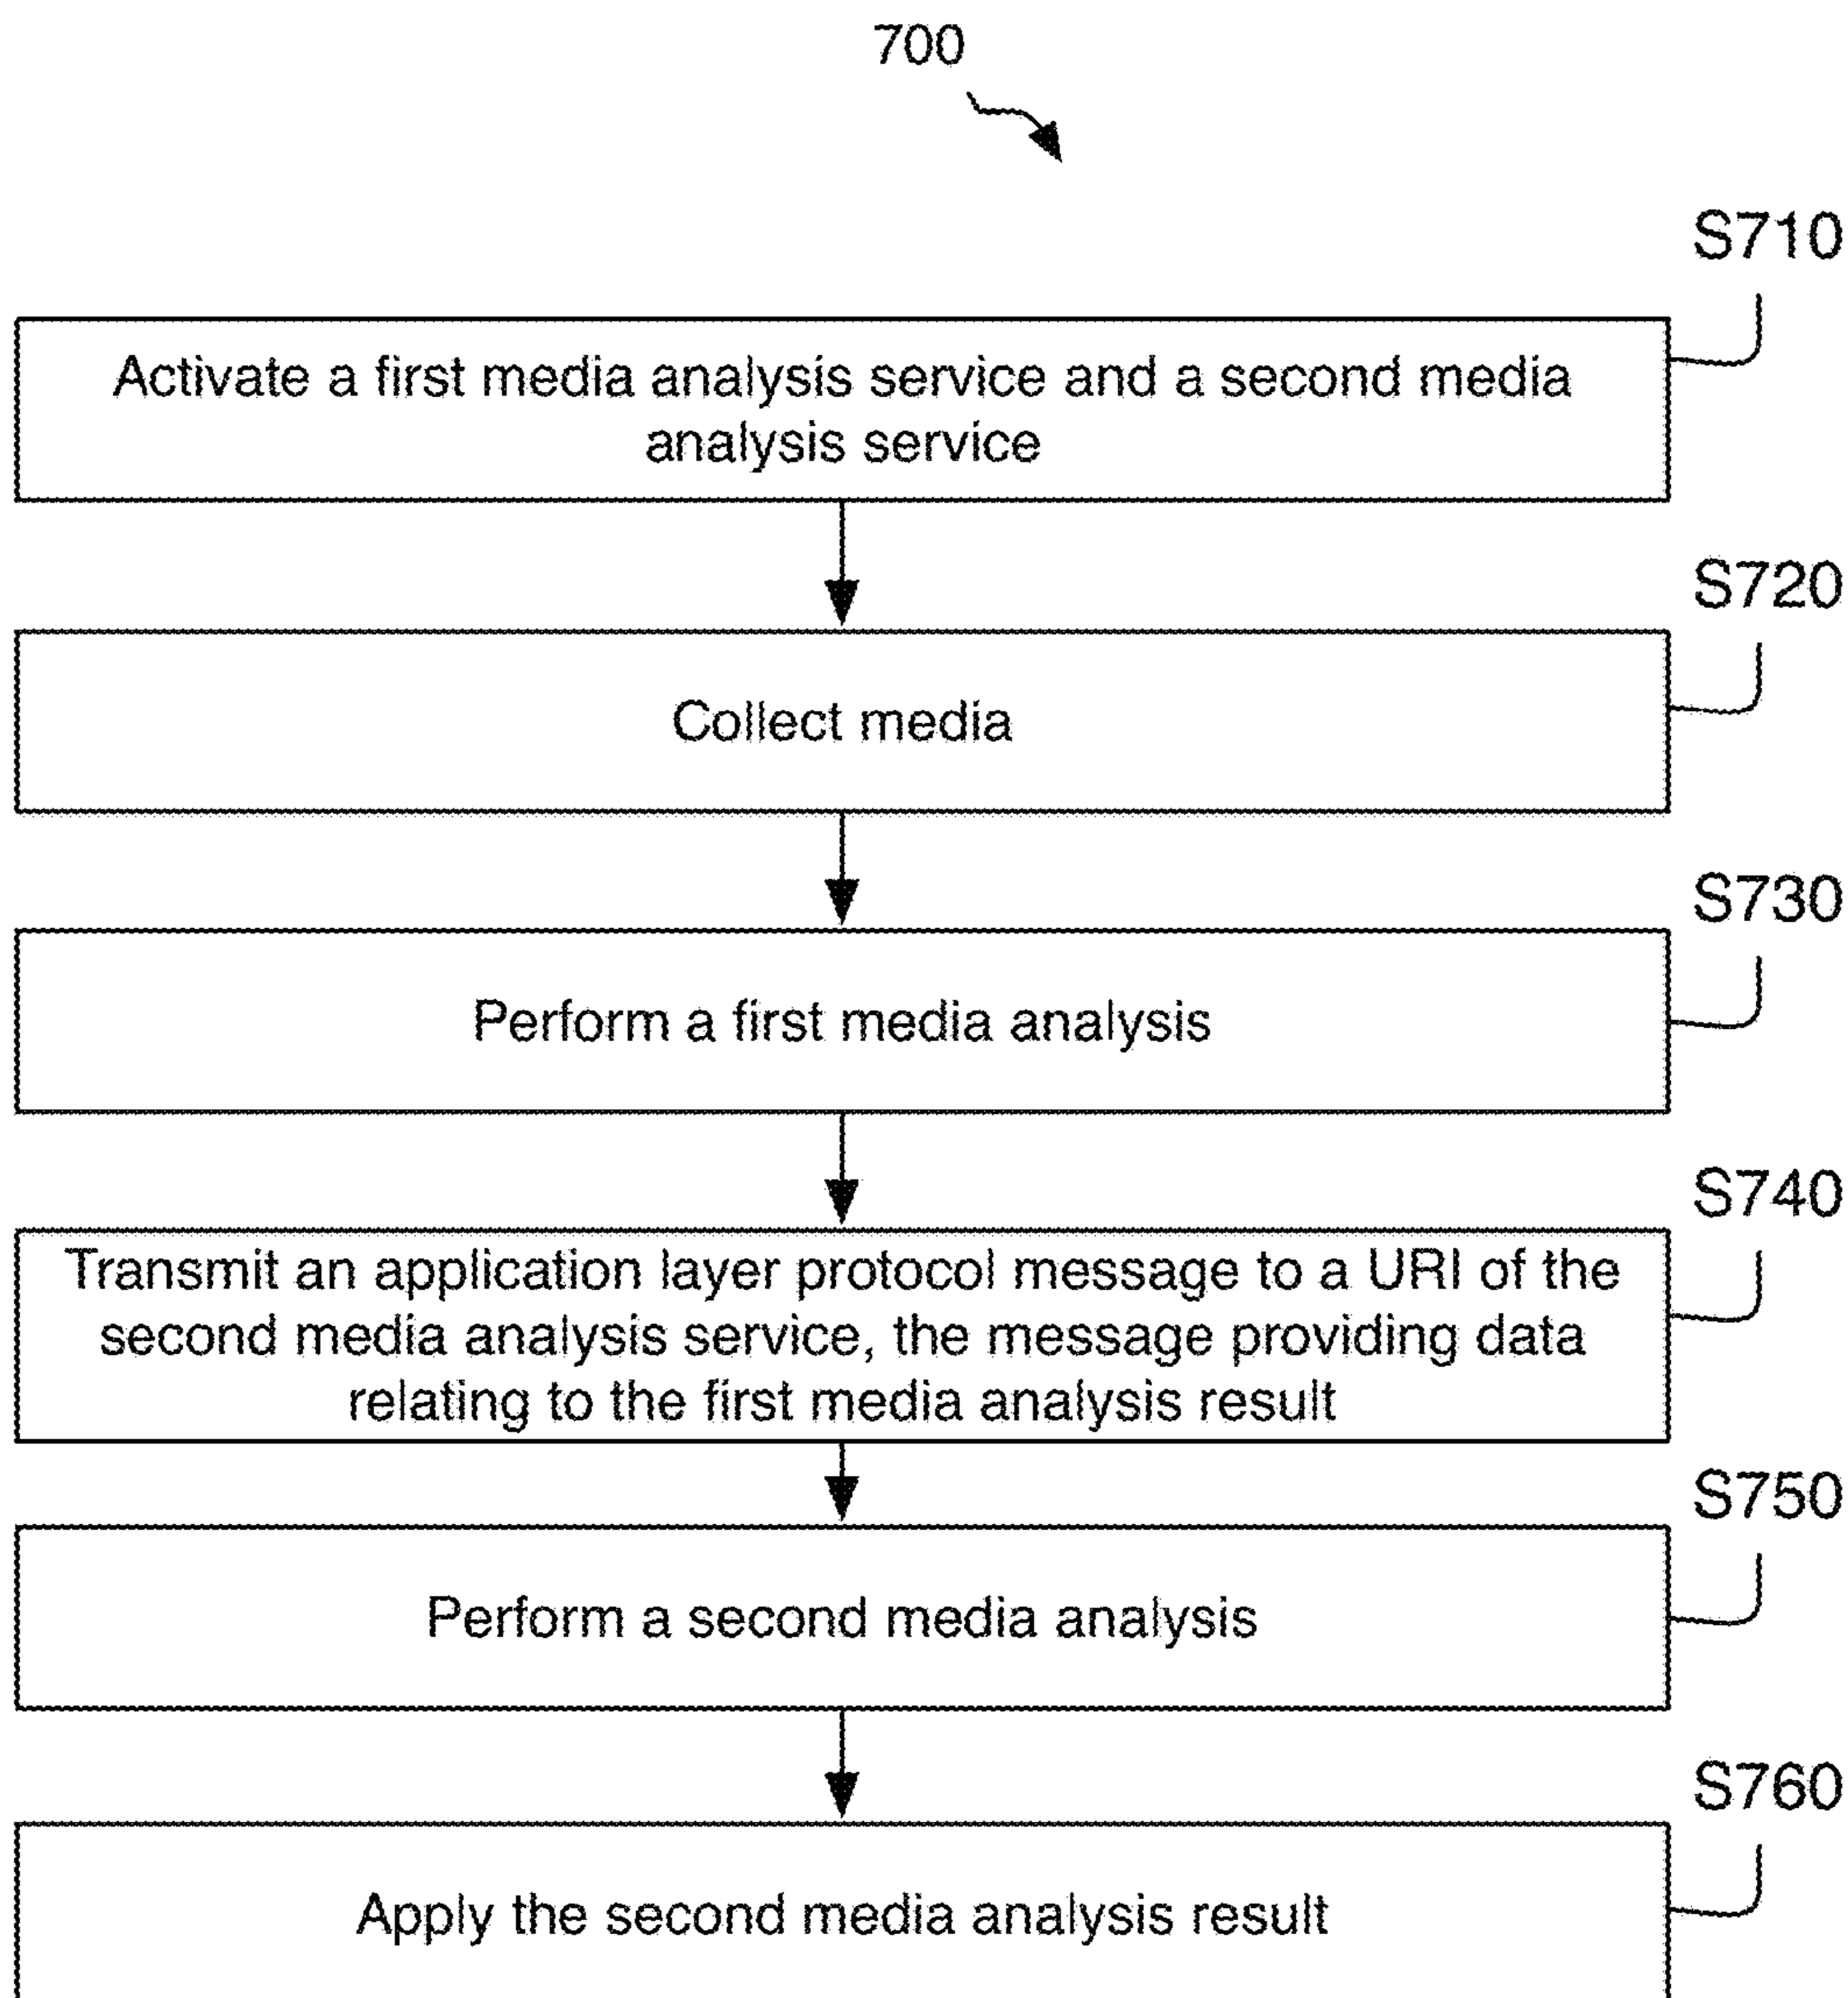 700
S710
Activate a first media analysis service and a second media
analysis service
S720
Collect media
S730
Perform a first media analysis
S740
Transmit an application layer protocol message to a URI of the
second media analysis service, the message providing data
relating to the first media analysis result
S750
Perform a second media analysis
S760
Apply the second media analysis result